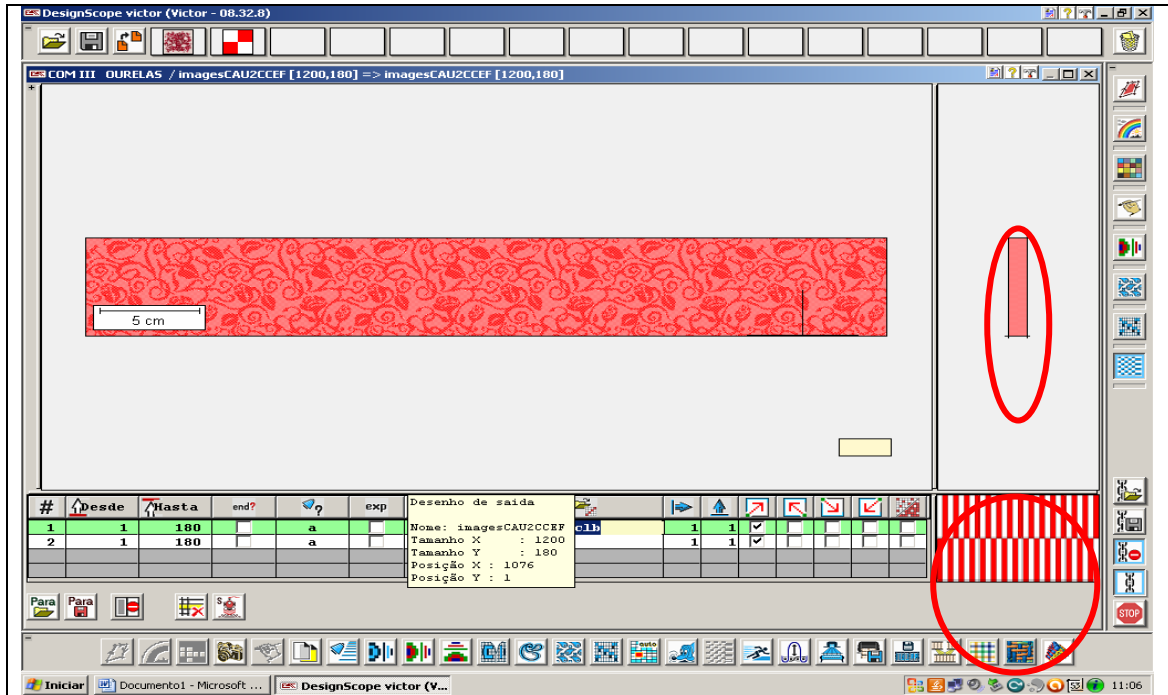 DesignScope victor (Victor - 08.32.8)
COM III OURELAS / imagesCAU2CCEF [1200,180] => imagesCAU2CCEF [1200,180]
5 cm
# Desde Hasta end? ? exp
1 1 180 a clb 1 1
2 1 180 a 1 1
Desenho de saida
Nome: imagesCAU2CCEF
Tamanho X : 1200
Tamanho Y : 180
Posição X : 1076
Posição Y : 1
Para Para S
STOP
auto
Iniciar Documento1 - Microsoft ... DesignScope victor (V... 11:06